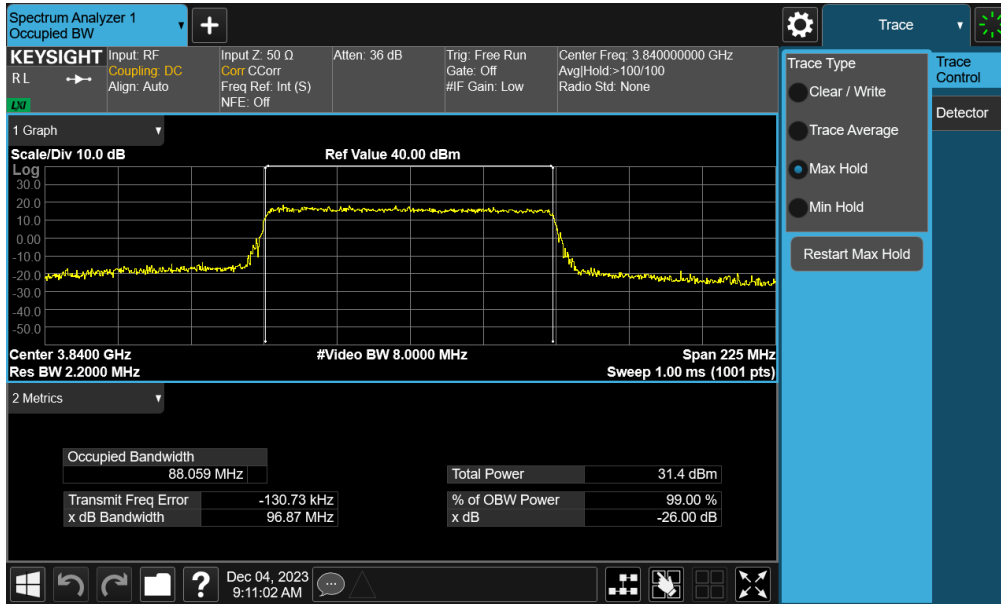 Spectrum Analyzer 1
Occupied BW
Trace
KEYSIGHT
R L
LXI
Input: RF
Coupling: DC
Align: Auto
Input Z: 50 Ω
Corr CCorr
Freq Ref: Int (S)
NFE: Off
Atten: 36 dB
Trig: Free Run
Gate: Off
#IF Gain: Low
Center Freq: 3.840000000 GHz
Avg|Hold:>100/100
Radio Std: None
1 Graph
Scale/Div 10.0 dB
Ref Value 40.00 dBm
Log
30.0
20.0
10.0
0.00
-10.0
-20.0
-30.0
-40.0
-50.0
Center 3.8400 GHz
#Video BW 8.0000 MHz
Span 225 MHz
Res BW 2.2000 MHz
Sweep 1.00 ms (1001 pts)
2 Metrics
Occupied Bandwidth
88.059 MHz
Total Power 31.4 dBm
Transmit Freq Error -130.73 kHz
% of OBW Power 99.00 %
x dB Bandwidth 96.87 MHz
x dB -26.00 dB
?
Dec 04, 2023
9:11:02 AM
Trace Type
Clear / Write
Trace Average
Max Hold
Min Hold
Restart Max Hold
Trace
Control
Detector